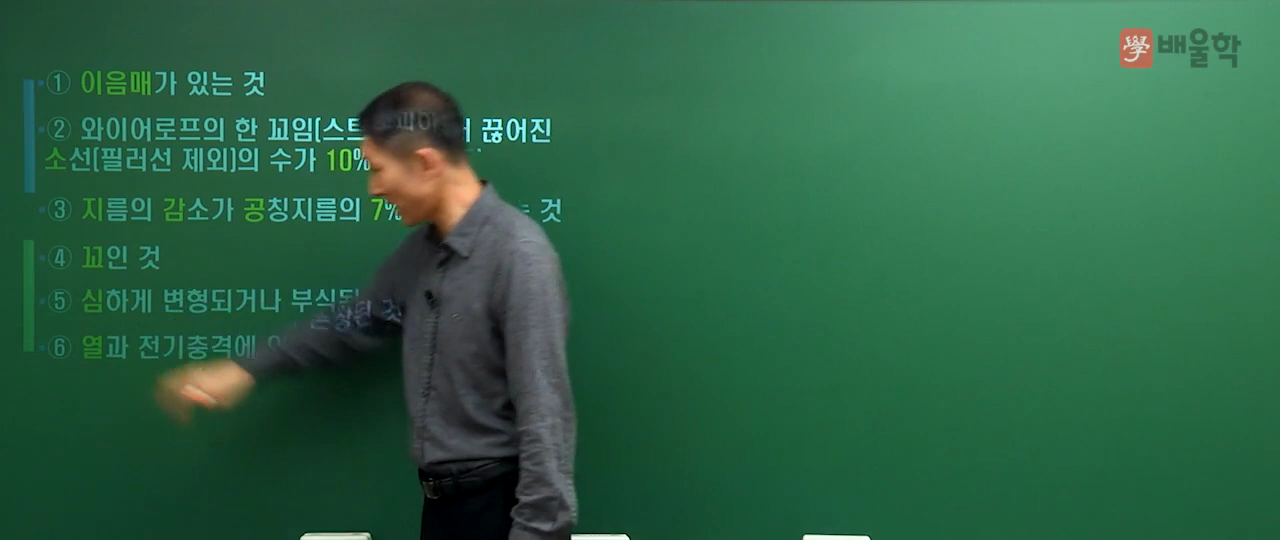 學 배울학
① 이음매가 있는 것
② 와이어로프의 한 꼬임(스트 끊어진
소선(필러선 제외)의 수가 10%
③ 지름의 감소가 공칭지름의 7% 것
④ 꼬인 것
⑤ 심하게 변형되거나 부식된
⑥ 열과 전기충격에